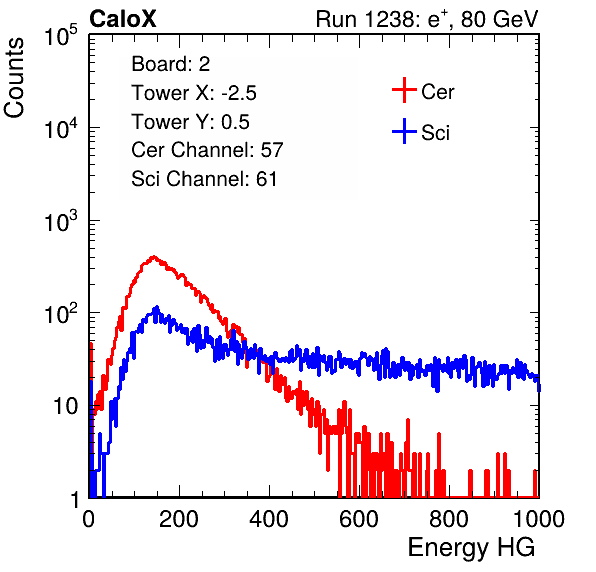 CaloX Run 1238: e⁺, 80 GeV
Counts
Board: 2
Tower X: -2.5
Tower Y: 0.5
Cer Channel: 57
Sci Channel: 61
Cer
Sci
10⁵
10⁴
10³
10²
10
1
0 200 400 600 800 1000
Energy HG